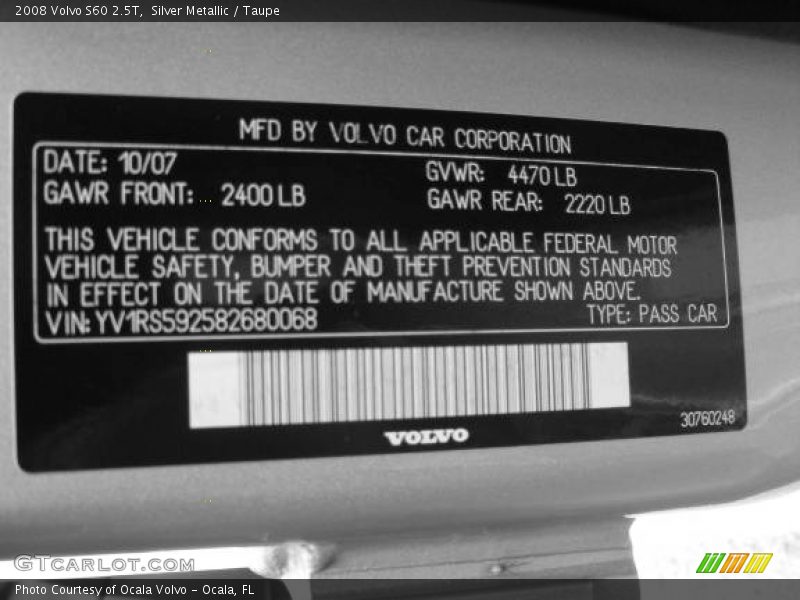 2008 Volvo S60 2.5T, Silver Metallic / Taupe
MFD BY VOLVO CAR CORPORATION
DATE: 10/07 GVWR: 4470 LB
GAWR FRONT: 2400 LB GAWR REAR: 2220 LB
THIS VEHICLE CONFORMS TO ALL APPLICABLE FEDERAL MOTOR
VEHICLE SAFETY, BUMPER AND THEFT PREVENTION STANDARDS
IN EFFECT ON THE DATE OF MANUFACTURE SHOWN ABOVE.
VIN: YV1RS592582680068 TYPE: PASS CAR
30760248
VOLVO
GTCARLOT.COM
Photo Courtesy of Ocala Volvo - Ocala, FL